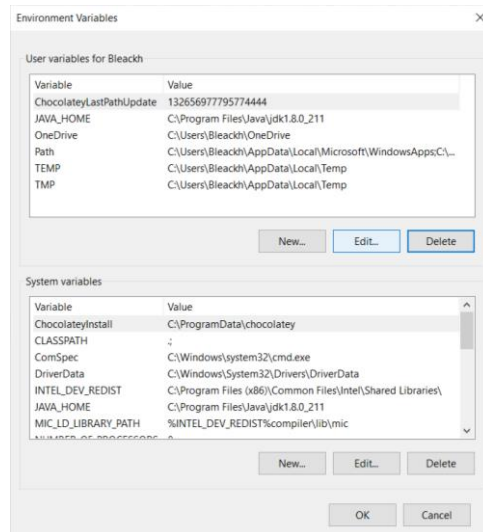 Environment Variables
User variables for Bleackh
Variable Value
ChocolateyLastPathUpdate 132656977795774444
JAVA_HOME C:\Program Files\Java\jdk1.8.0_211
OneDrive C:\Users\Bleackh\OneDrive
Path C:\Users\Bleackh\AppData\Local\Microsoft\WindowsApps;C:\...
TEMP C:\Users\Bleackh\AppData\Local\Temp
TMP C:\Users\Bleackh\AppData\Local\Temp
New... Edit... Delete
System variables
Variable Value
ChocolateyInstall C:\ProgramData\chocolatey
CLASSPATH .;
ComSpec C:\Windows\system32\cmd.exe
DriverData C:\Windows\System32\Drivers\DriverData
INTEL_DEV_REDIST C:\Program Files (x86)\Common Files\Intel\Shared Libraries\
JAVA_HOME C:\Program Files\Java\jdk1.8.0_211
MIC_LD_LIBRARY_PATH %INTEL_DEV_REDIST%compiler\lib\mic
NUMBER_OF_PROCESSORS
New... Edit... Delete
OK Cancel